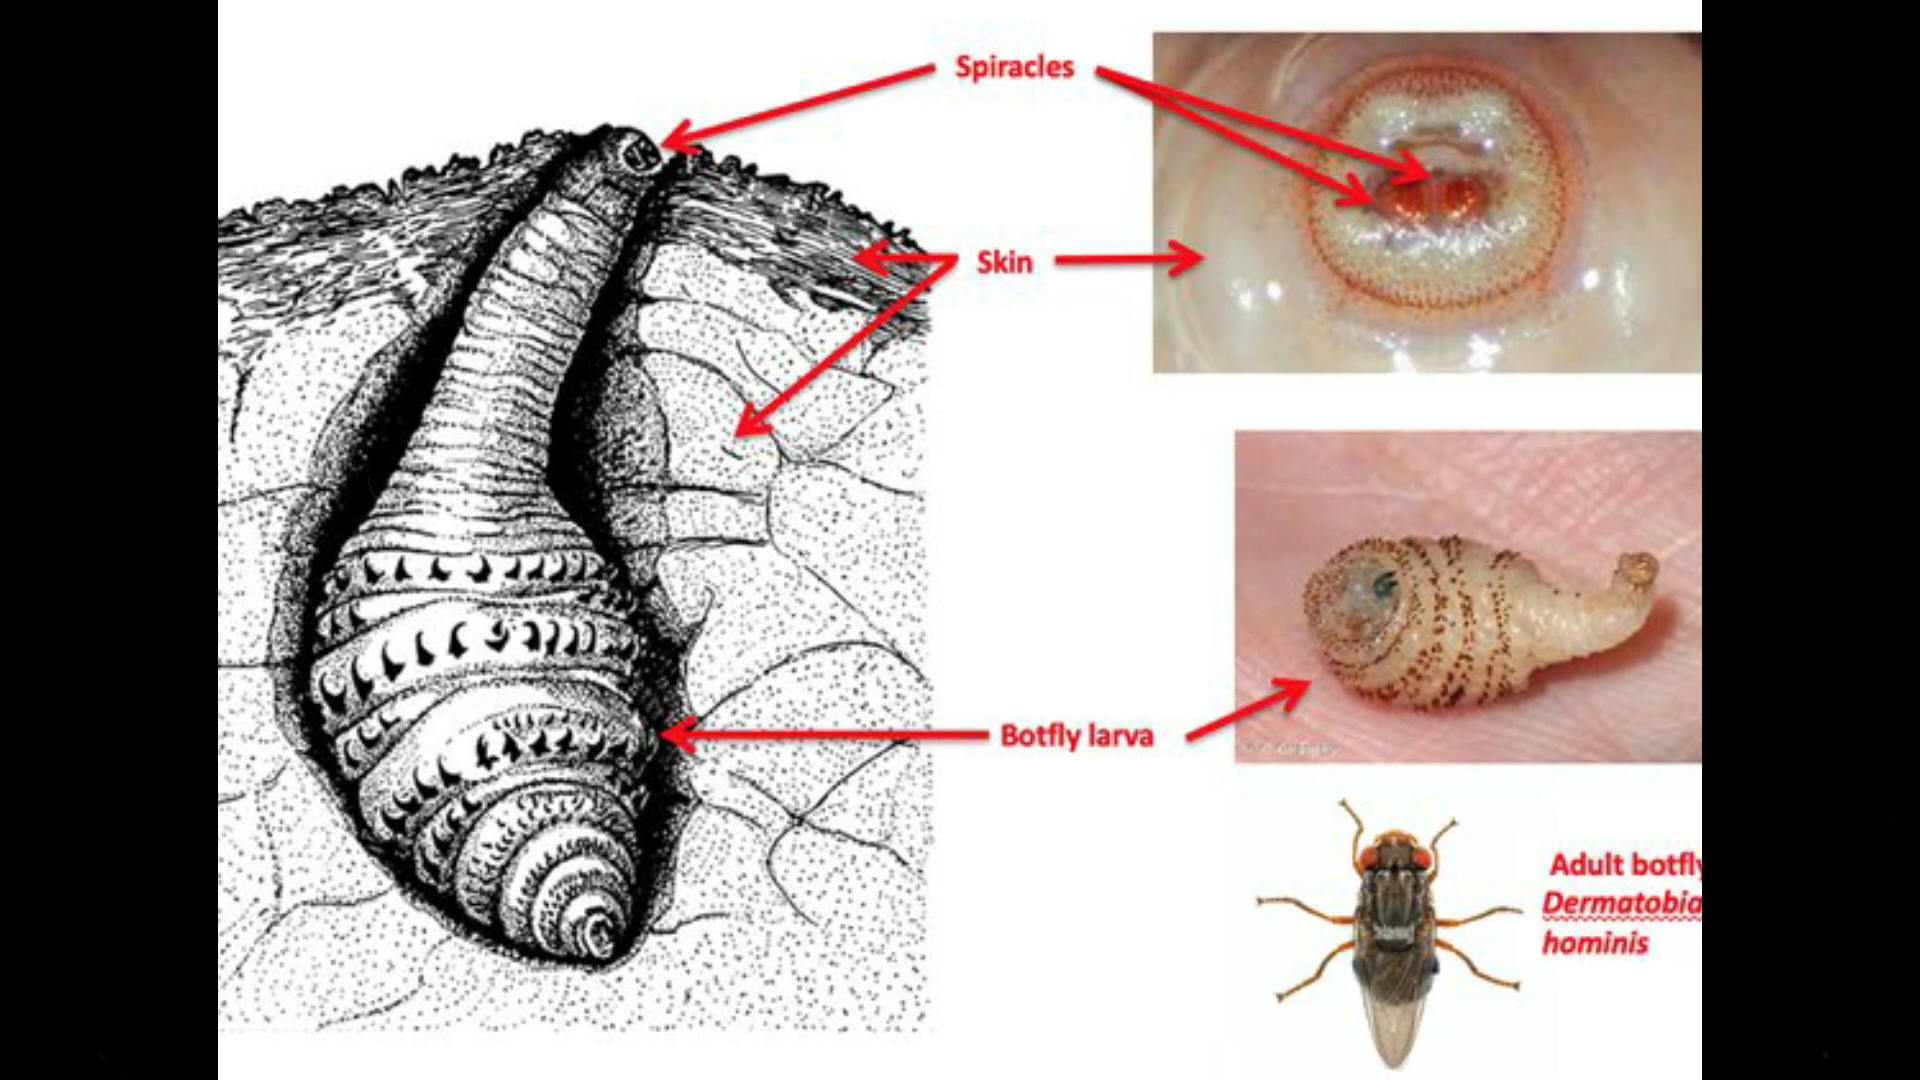 Spiracles
Skin
Botfly larva
Adult botfly
Dermatobia
hominis